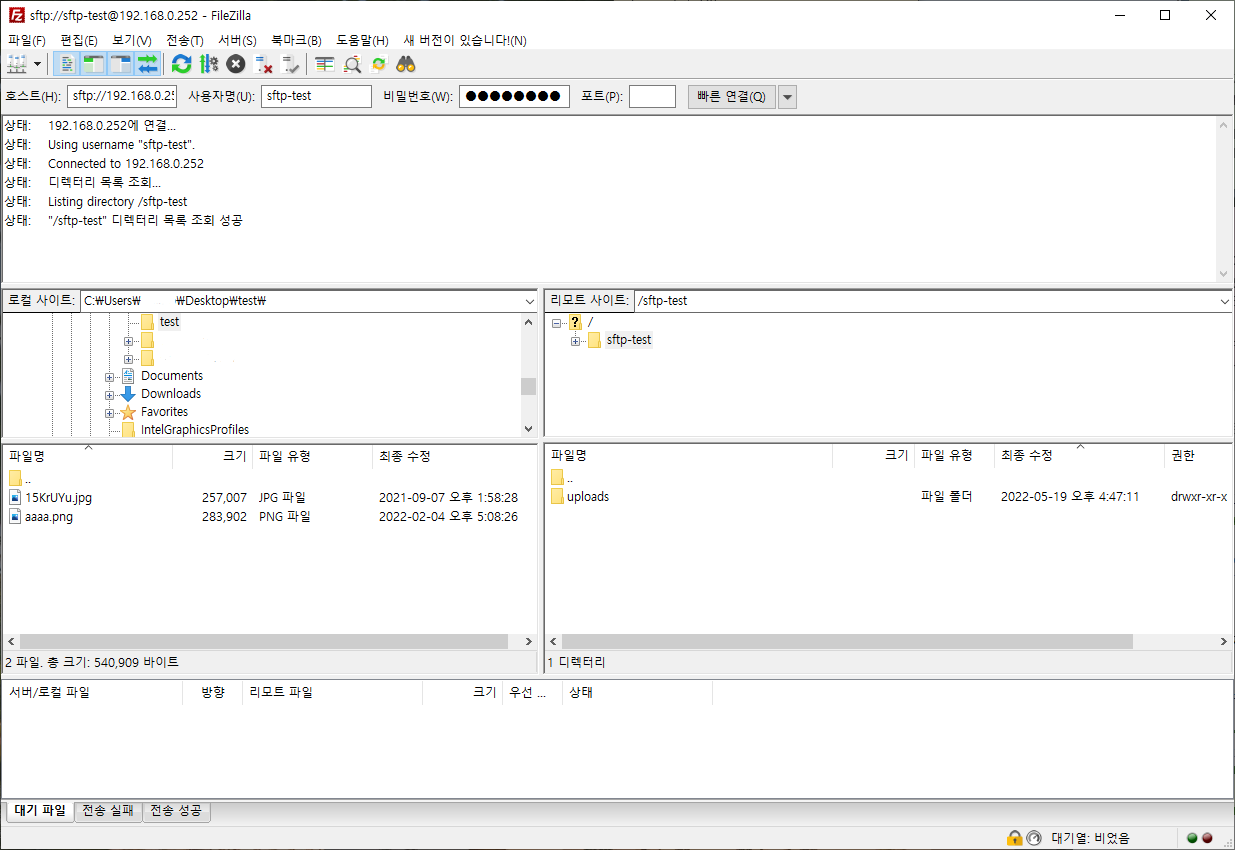 sftp://sftp-test@192.168.0.252 - FileZilla
파일(F) 편집(E) 보기(V) 전송(T) 서버(S) 북마크(B) 도움말(H) 새 버전이 있습니다!(N)
호스트(H): sftp://192.168.0.25 사용자명(U): sftp-test 비밀번호(W): ●●●●●●●● 포트(P): 빠른 연결(Q)
상태: 192.168.0.252에 연결...
상태: Using username "sftp-test".
상태: Connected to 192.168.0.252
상태: 디렉터리 목록 조회...
상태: Listing directory /sftp-test
상태: "/sftp-test" 디렉터리 목록 조회 성공
로컬 사이트: C:₩Users₩ ₩Desktop₩test₩
test
Documents
Downloads
Favorites
IntelGraphicsProfiles
리모트 사이트: /sftp-test
? /
sftp-test
파일명 크기 파일 유형 최종 수정
..
15KrUYu.jpg 257,007 JPG 파일 2021-09-07 오후 1:58:28
aaaa.png 283,902 PNG 파일 2022-02-04 오후 5:08:26
2 파일. 총 크기: 540,909 바이트
파일명 크기 파일 유형 최종 수정 권한
..
uploads 파일 폴더 2022-05-19 오후 4:47:11 drwxr-xr-x
1 디렉터리
서버/로컬 파일 방향 리모트 파일 크기 우선 ... 상태
대기 파일 전송 실패 전송 성공
대기열: 비었음